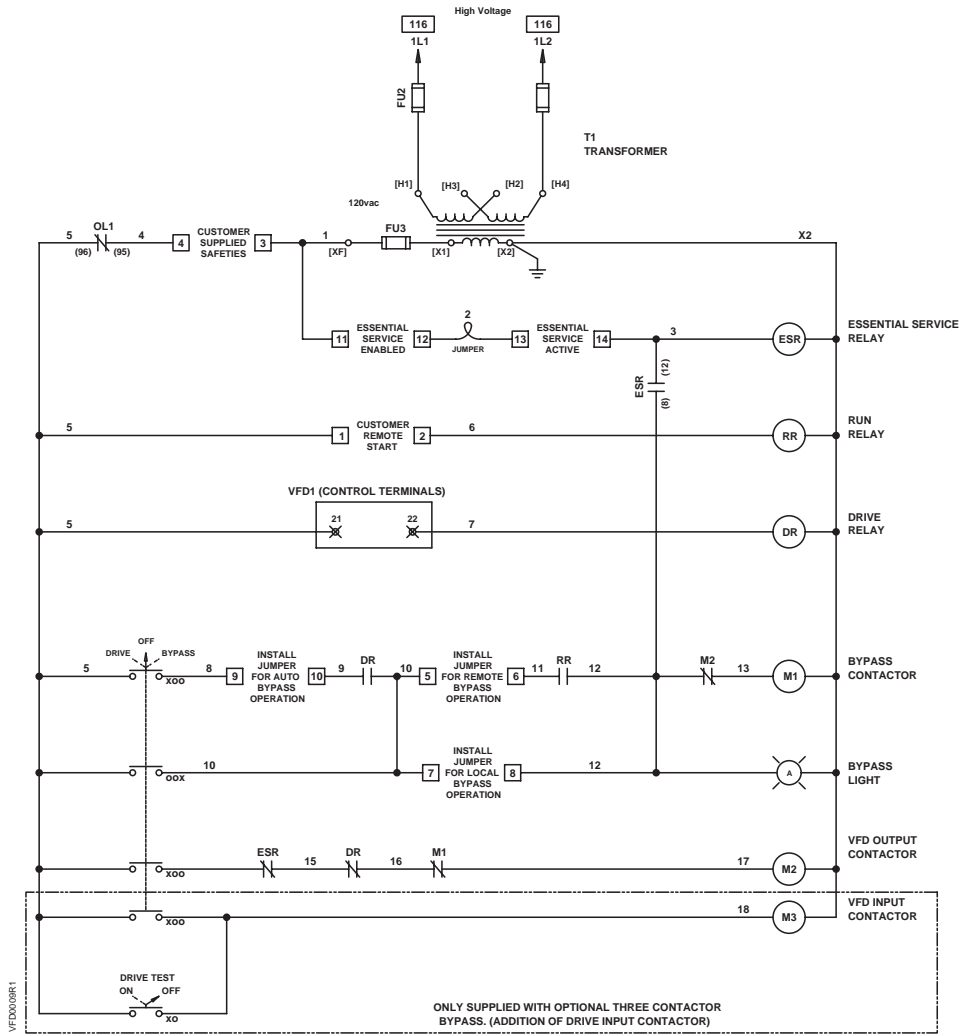 High Voltage
116 116
1L1 1L2
FU2
T1
TRANSFORMER
[H1] [H3] [H2] [H4]
120vac
OL1
5 4
(96) (95)
4 CUSTOMER SUPPLIED SAFETIES 3
1
[XF]
FU3
[X1] [X2]
X2
11 ESSENTIAL SERVICE ENABLED 12
2
JUMPER
13 ESSENTIAL SERVICE ACTIVE 14
3
ESR
ESSENTIAL SERVICE
RELAY
ESR
(12)
(8)
5
1 CUSTOMER REMOTE START 2
6
RR
RUN
RELAY
VFD1 (CONTROL TERMINALS)
5
21 22
7
DR
DRIVE
RELAY
OFF
DRIVE BYPASS
5
XOO
8
9 INSTALL JUMPER FOR AUTO BYPASS OPERATION 10
9
DR
10
5 INSTALL JUMPER FOR REMOTE BYPASS OPERATION 6
11
RR
12
M2
13
M1
BYPASS
CONTACTOR
OOX
10
7 INSTALL JUMPER FOR LOCAL BYPASS OPERATION 8
12
A
BYPASS
LIGHT
XOO
ESR
15
DR
16
M1
17
M2
VFD OUTPUT
CONTACTOR
XOO
18
M3
VFD INPUT
CONTACTOR
DRIVE TEST
ON OFF
XO
ONLY SUPPLIED WITH OPTIONAL THREE CONTACTOR
BYPASS. (ADDITION OF DRIVE INPUT CONTACTOR)
VFD0009R1